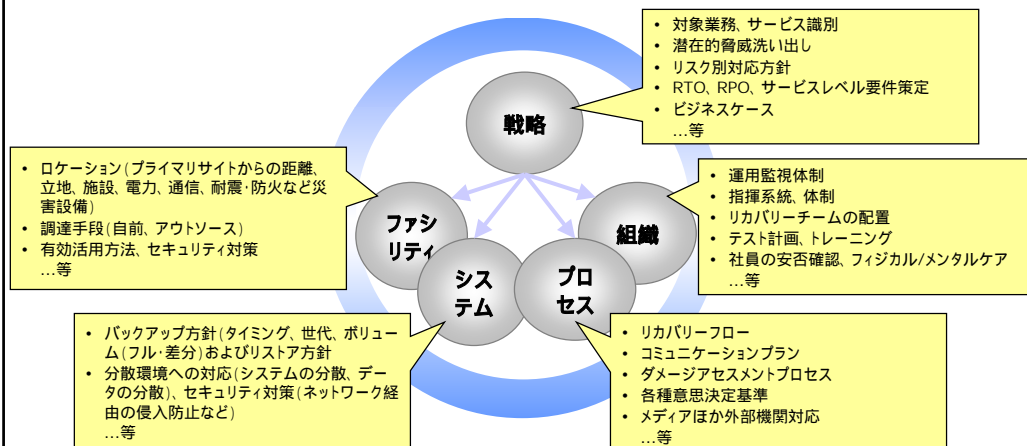 • 対象業務、サービス識別
• 潜在的脅威洗い出し
• リスク別対応方針
• RTO、RPO、サービスレベル要件策定
• ビジネスケース
…等
戦略
• ロケーション(プライマリサイトからの距離、
立地、施設、電力、通信、耐震・防火など災
害設備)
• 調達手段(自前、アウトソース)
• 有効活用方法、セキュリティ対策
…等
ファシ
リティ
組織
• 運用監視体制
• 指揮系統、体制
• リカバリーチームの配置
• テスト計画、トレーニング
• 社員の安否確認、フィジカル/メンタルケア
…等
シス
テム
プロ
セス
• バックアップ方針(タイミング、世代、ボリュー
ム(フル・差分)およびリストア方針
• 分散環境への対応(システムの分散、デー
タの分散)、セキュリティ対策(ネットワーク経
由の侵入防止など)
…等
• リカバリーフロー
• コミュニケーションプラン
• ダメージアセスメントプロセス
• 各種意思決定基準
• メディアほか外部機関対応
…等